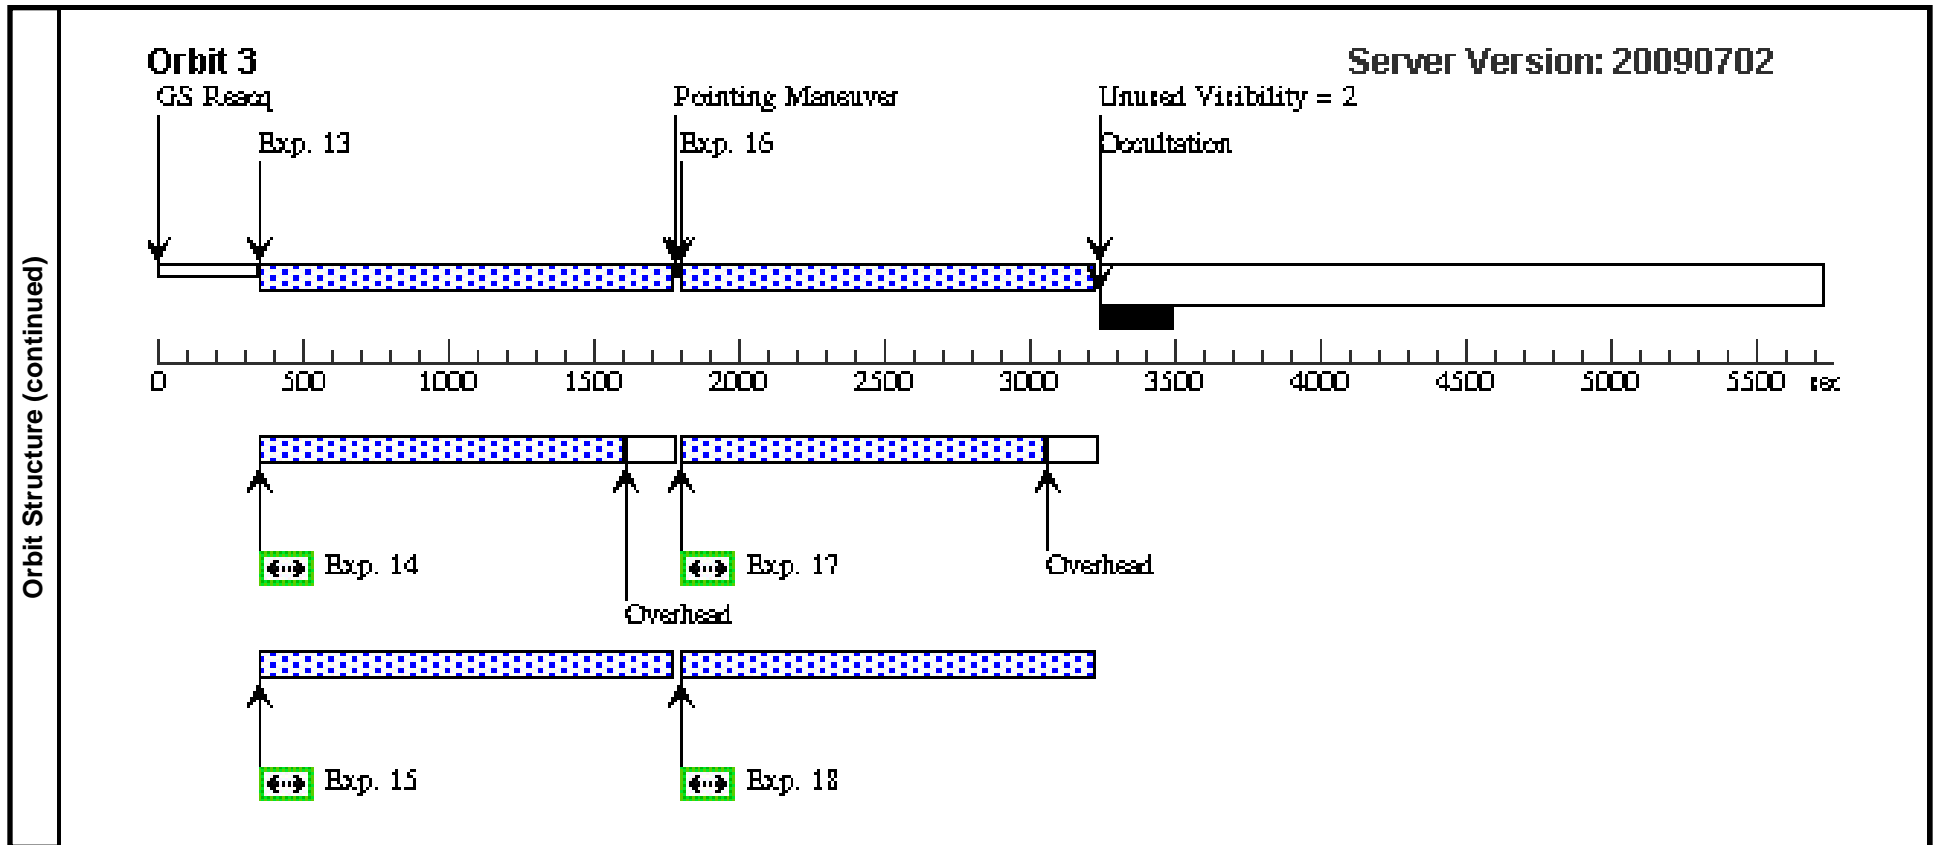 Orbit Structure (continued)
Orbit 3
Server Version: 20090702
GS Reacq
Pointing Maneuver
Unused Visibility = 2
Exp. 13
Exp. 16
Occultation
0 500 1000 1500 2000 2500 3000 3500 4000 4500 5000 5500 sec
Exp. 14
Exp. 17
Overhead
Overhead
Exp. 15
Exp. 18